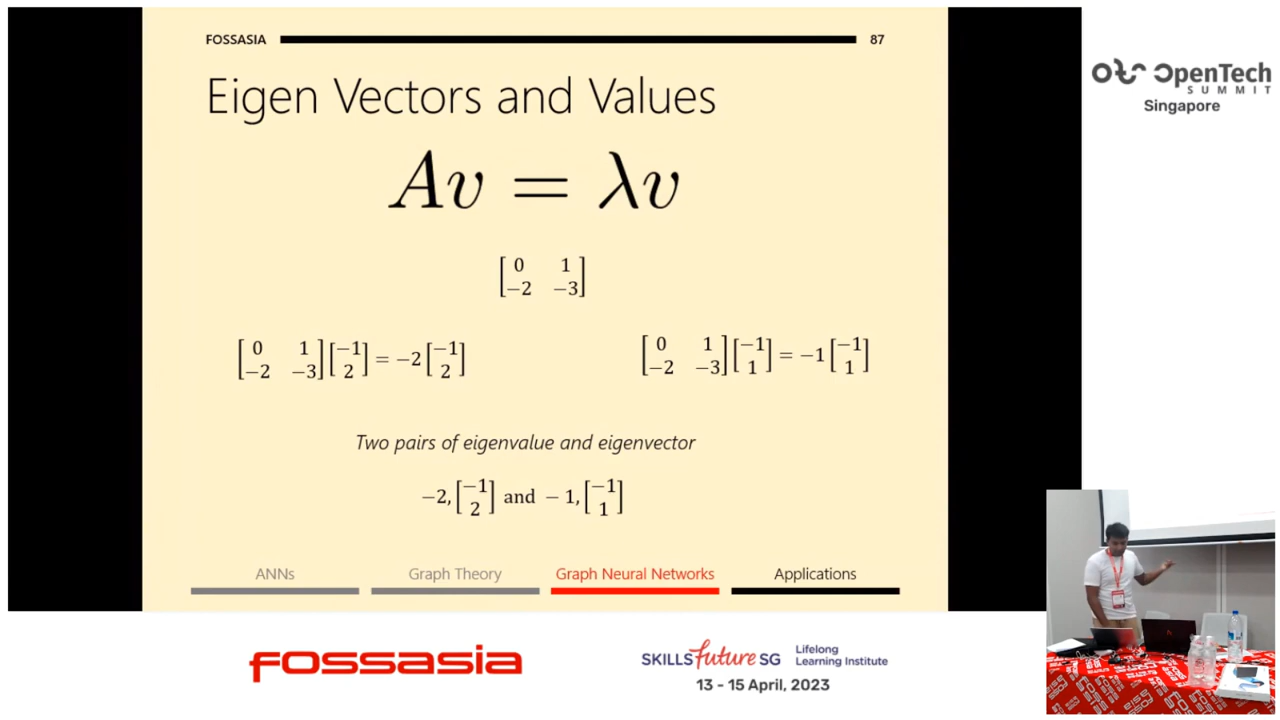 FOSSASIA 87
Eigen Vectors and Values
Av = λv
[0 1
−2 −3]
[0 1
−2 −3][−1
2] = −2[−1
2]
[0 1
−2 −3][−1
1] = −1[−1
1]
Two pairs of eigenvalue and eigenvector
−2,[−1
2] and − 1,[−1
1]
ANNs Graph Theory Graph Neural Networks Applications
OpenTech
SUMMIT
Singapore
FOSSASIA
SKILLS future SG Lifelong
Learning Institute
13 - 15 April, 2023